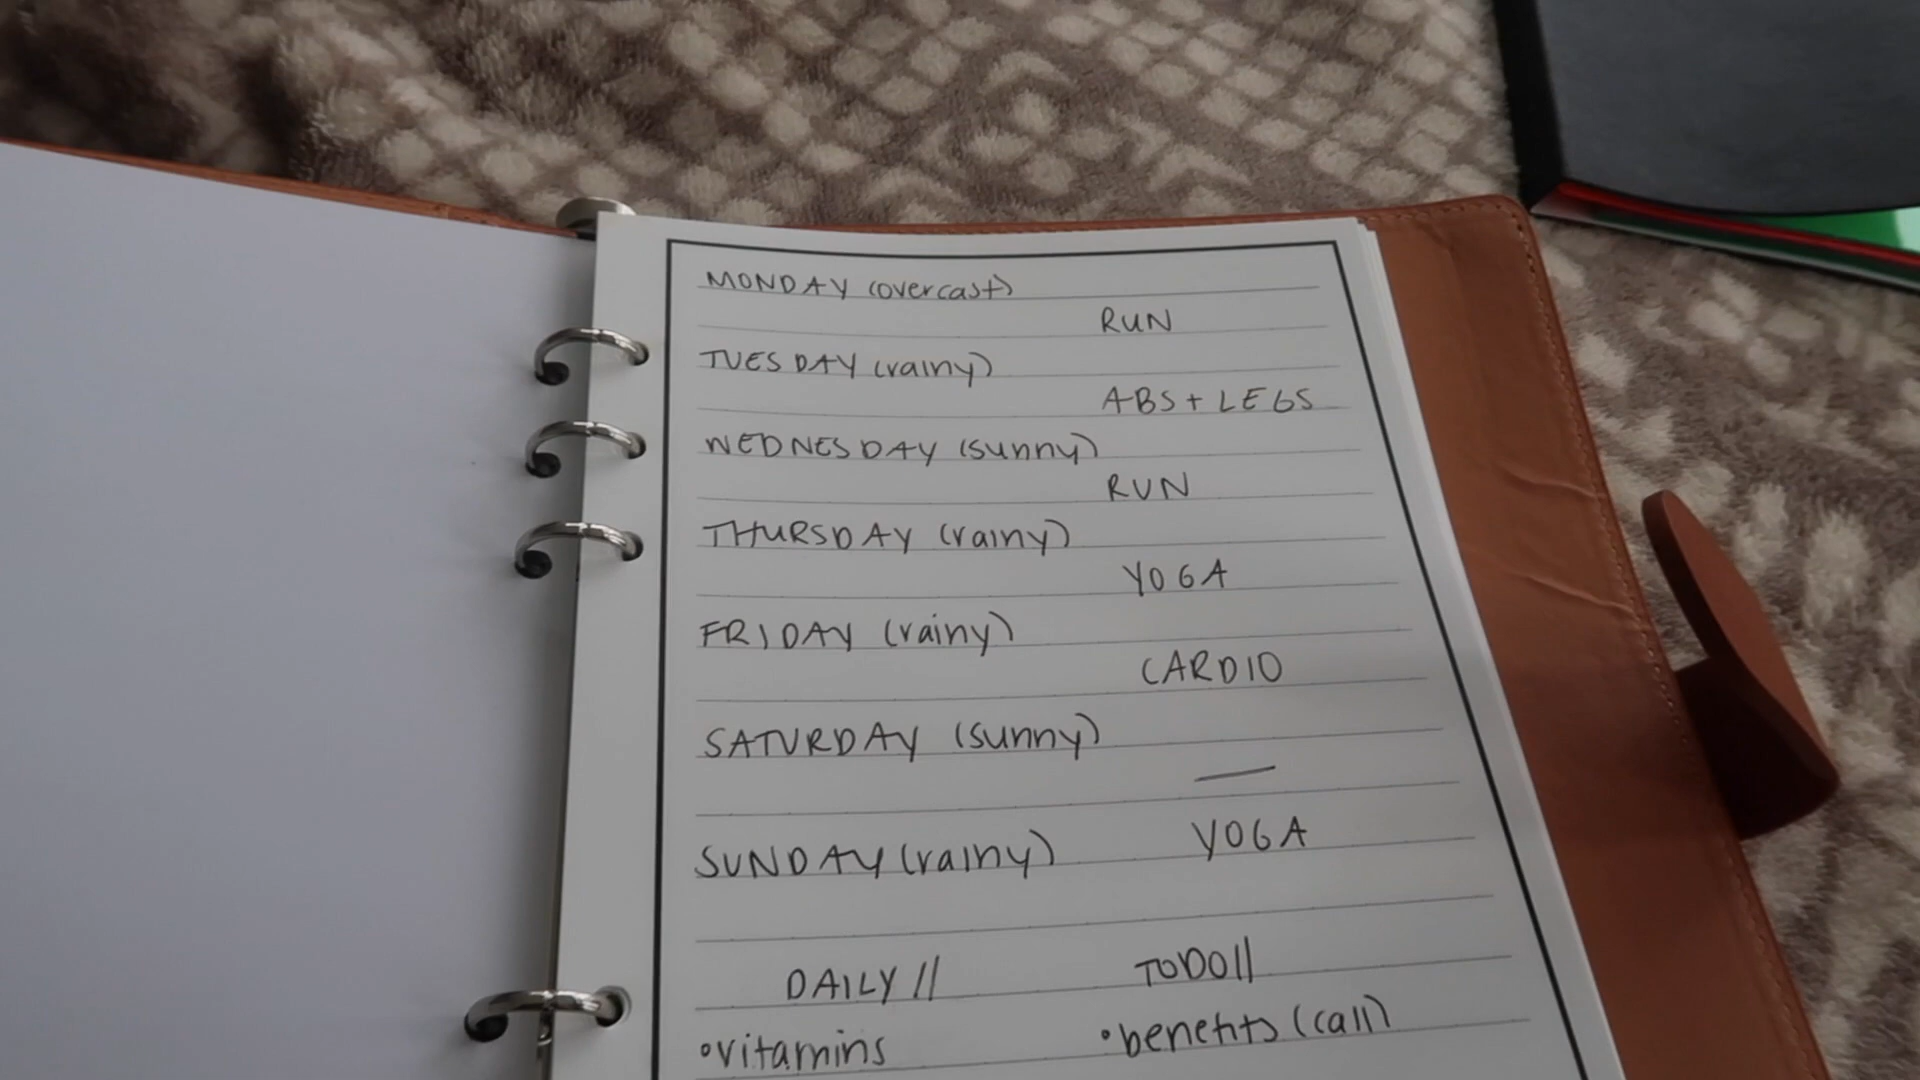 MONDAY (overcast)
RUN
TUESDAY (rainy)
ABS + LEGS
WEDNESDAY (sunny)
RUN
THURSDAY (rainy)
YOGA
FRIDAY (rainy)
CARDIO
SATURDAY (sunny)
—
SUNDAY (rainy) YOGA
DAILY // TODO //
•vitamins •benefits (call)